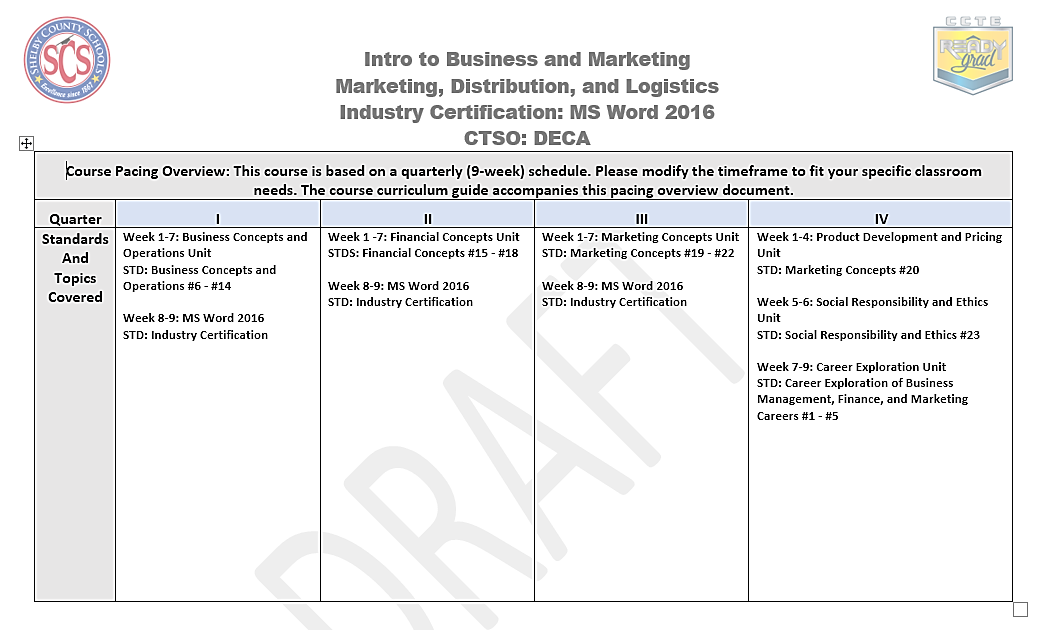 SHELBY COUNTY SCHOOLS
SCS
Excellence since 1867
CCTE
READY
grad
Intro to Business and Marketing
Marketing, Distribution, and Logistics
Industry Certification: MS Word 2016
CTSO: DECA
Course Pacing Overview: This course is based on a quarterly (9-week) schedule. Please modify the timeframe to fit your specific classroom
needs. The course curriculum guide accompanies this pacing overview document.
Quarter
I
II
III
IV
Standards
And
Topics
Covered
Week 1-7: Business Concepts and
Operations Unit
STD: Business Concepts and
Operations #6 - #14
Week 8-9: MS Word 2016
STD: Industry Certification
Week 1 -7: Financial Concepts Unit
STDS: Financial Concepts #15 - #18
Week 8-9: MS Word 2016
STD: Industry Certification
Week 1-7: Marketing Concepts Unit
STD: Marketing Concepts #19 - #22
Week 8-9: MS Word 2016
STD: Industry Certification
Week 1-4: Product Development and Pricing
Unit
STD: Marketing Concepts #20
Week 5-6: Social Responsibility and Ethics
Unit
STD: Social Responsibility and Ethics #23
Week 7-9: Career Exploration Unit
STD: Career Exploration of Business
Management, Finance, and Marketing
Careers #1 - #5
DRAFT